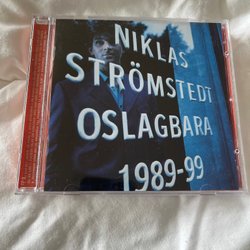 NIKLAS
STRÖMSTEDT
OSLAGBARA
1989-99